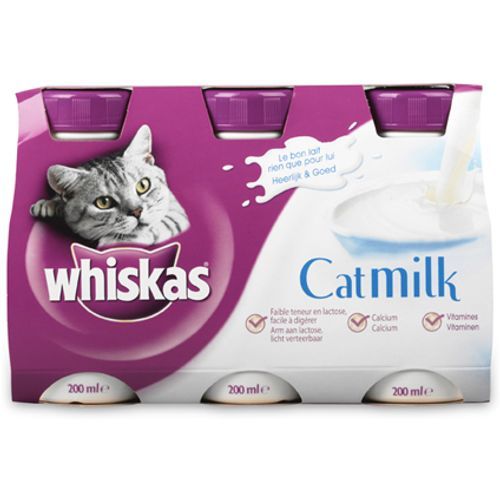 Le bon lait
rien que pour lui
Heerlijk & Goed
whiskas
Catmilk
Faible teneur en lactose,
facile à digérer
Arm aan lactose,
licht verteerbaar
Calcium
Calcium
Vitamines
Vitaminen
200 ml e
200 ml e
200 ml e